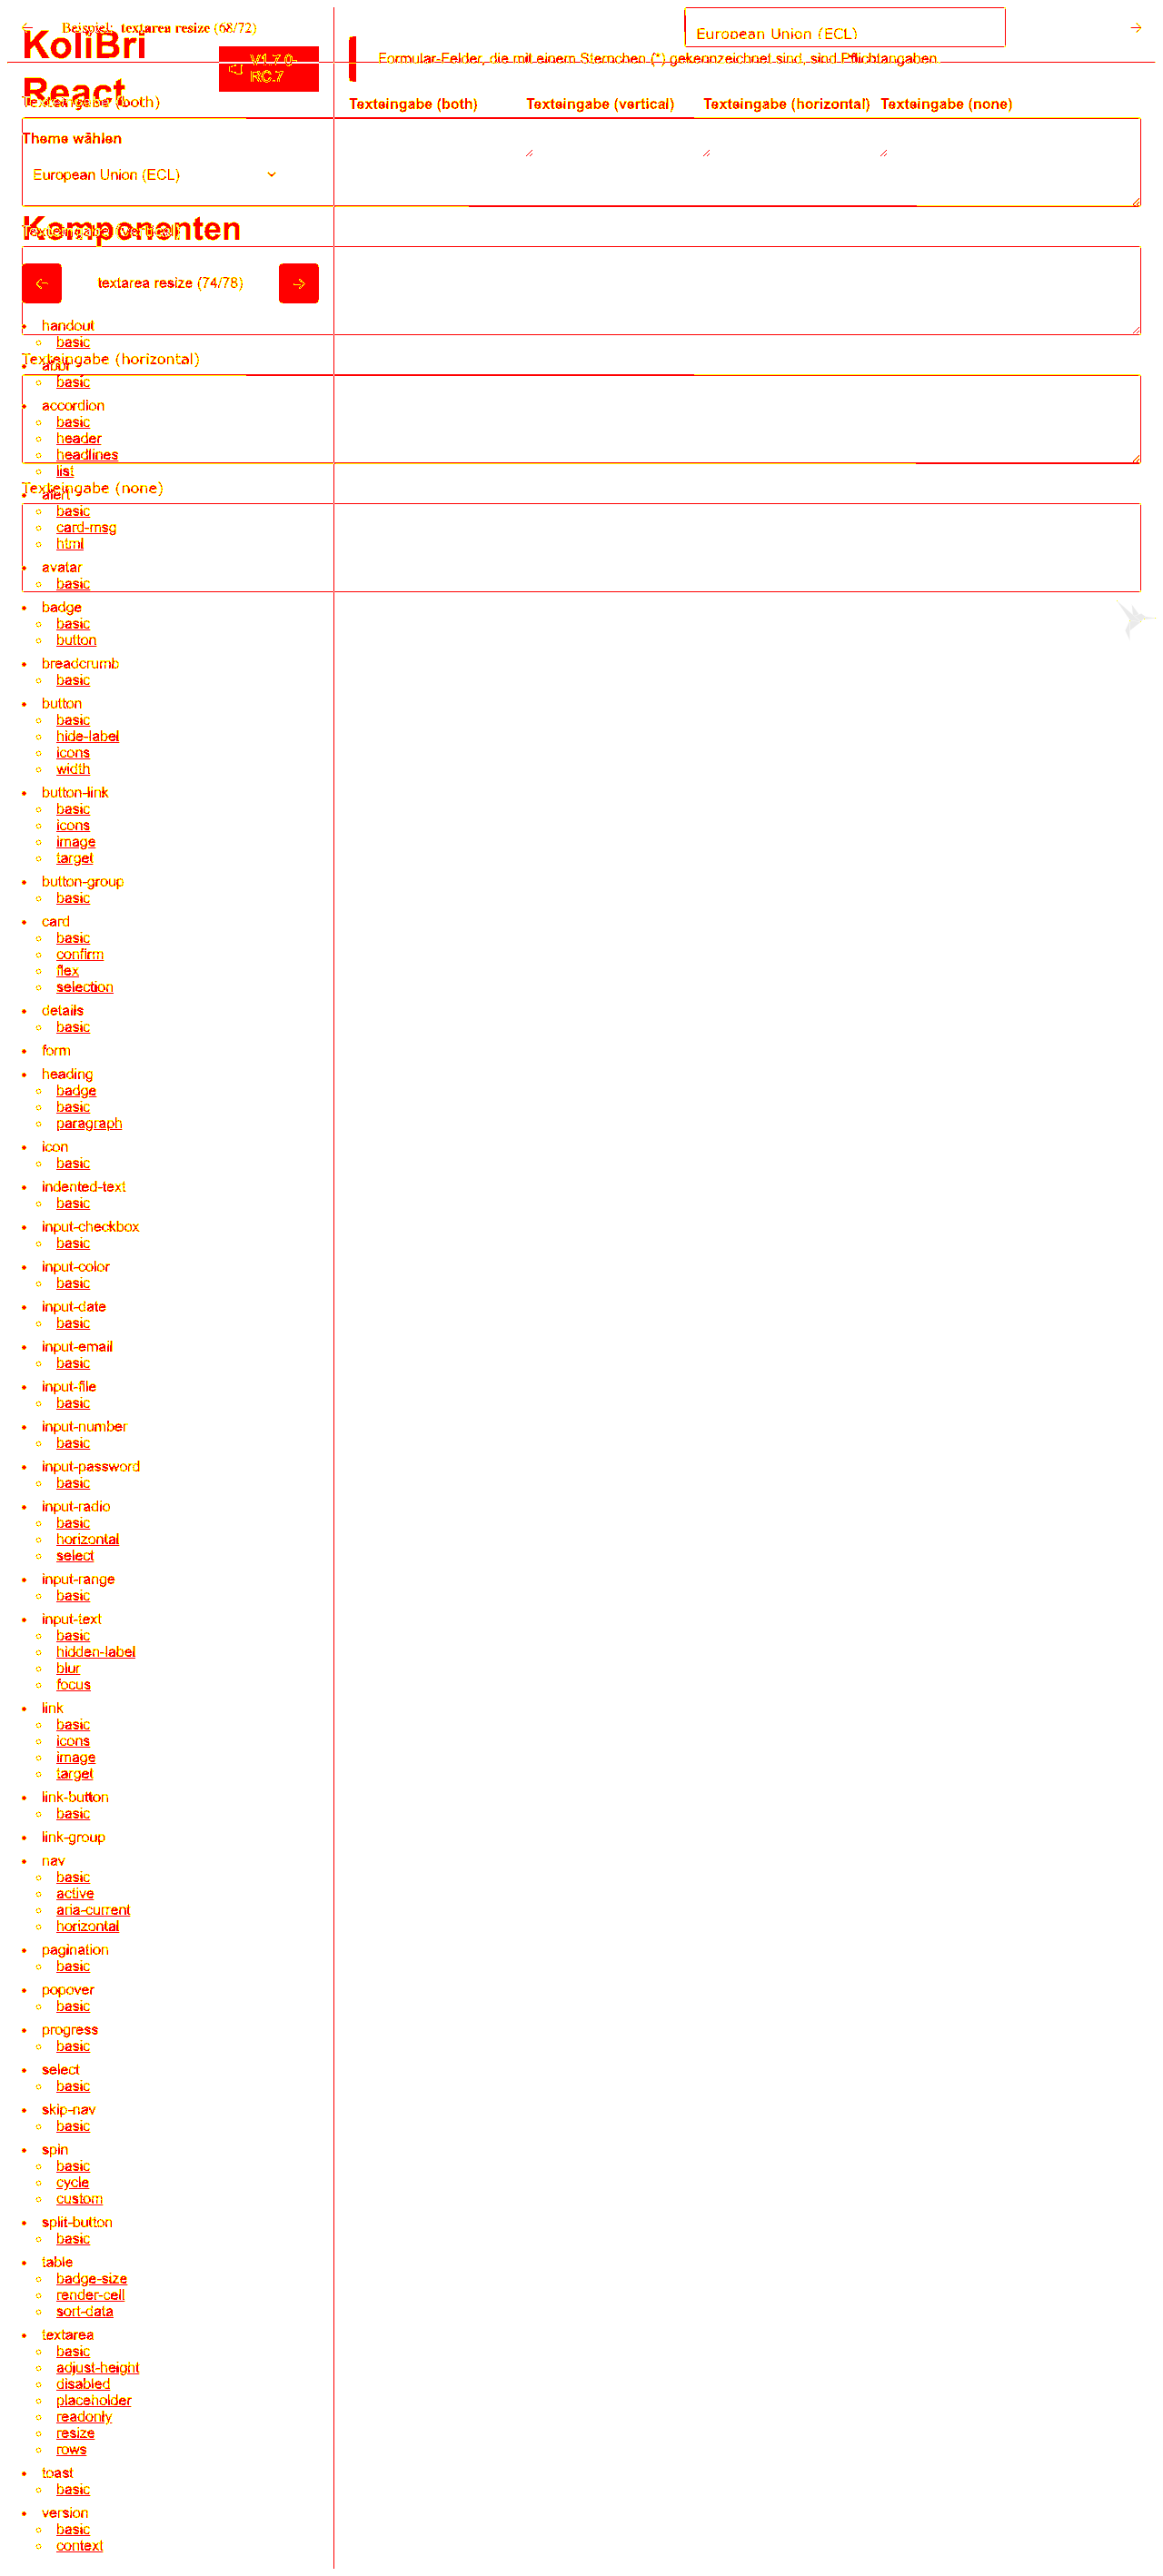 Beispiel: textarea resize (68/72)
European Union (ECL)
KoliBri
React
V1.7.0-
RC.7
Formular-Felder, die mit einem Sternchen (*) gekennzeichnet sind, sind Pflichtangaben.
Texteingabe (both)
Texteingabe (both) Texteingabe (vertical) Texteingabe (horizontal) Texteingabe (none)
Theme wählen
European Union (ECL)
Komponenten
Texteingabe (vertical)
textarea resize (74/78)
handout
basic
Texteingabe (horizontal)
abbr
basic
accordion
basic
header
headlines
list
Texteingabe (none)
alert
basic
card-msg
html
avatar
basic
badge
basic
button
breadcrumb
basic
button
basic
hide-label
icons
width
button-link
basic
icons
image
target
button-group
basic
card
basic
confirm
flex
selection
details
basic
form
heading
badge
basic
paragraph
icon
basic
indented-text
basic
input-checkbox
basic
input-color
basic
input-date
basic
input-email
basic
input-file
basic
input-number
basic
input-password
basic
input-radio
basic
horizontal
select
input-range
basic
input-text
basic
hidden-label
blur
focus
link
basic
icons
image
target
link-button
basic
link-group
nav
basic
active
aria-current
horizontal
pagination
basic
popover
basic
progress
basic
select
basic
skip-nav
basic
spin
basic
cycle
custom
split-button
basic
table
badge-size
render-cell
sort-data
textarea
basic
adjust-height
disabled
placeholder
readonly
resize
rows
toast
basic
version
basic
context